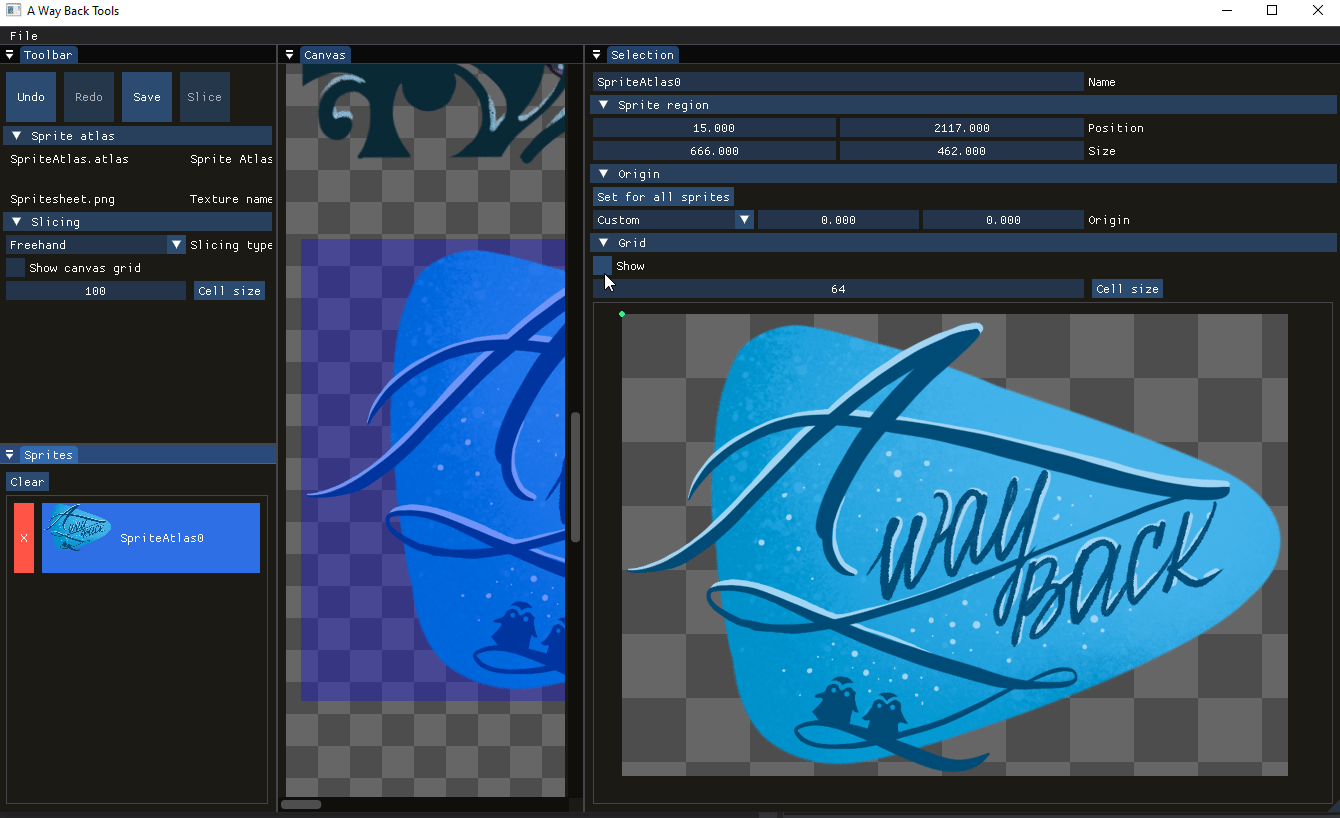 A Way Back Tools
File
Toolbar
Undo Redo Save Slice
Sprite atlas
SpriteAtlas.atlas Sprite Atlas
Spritesheet.png Texture name
Slicing
Freehand Slicing type
Show canvas grid
100 Cell size
Sprites
Clear
X SpriteAtlas0
Canvas
Selection
SpriteAtlas0 Name
Sprite region
15.000 2117.000 Position
666.000 462.000 Size
Origin
Set for all sprites
Custom 0.000 0.000 Origin
Grid
Show
64 Cell size
A
way
BACK